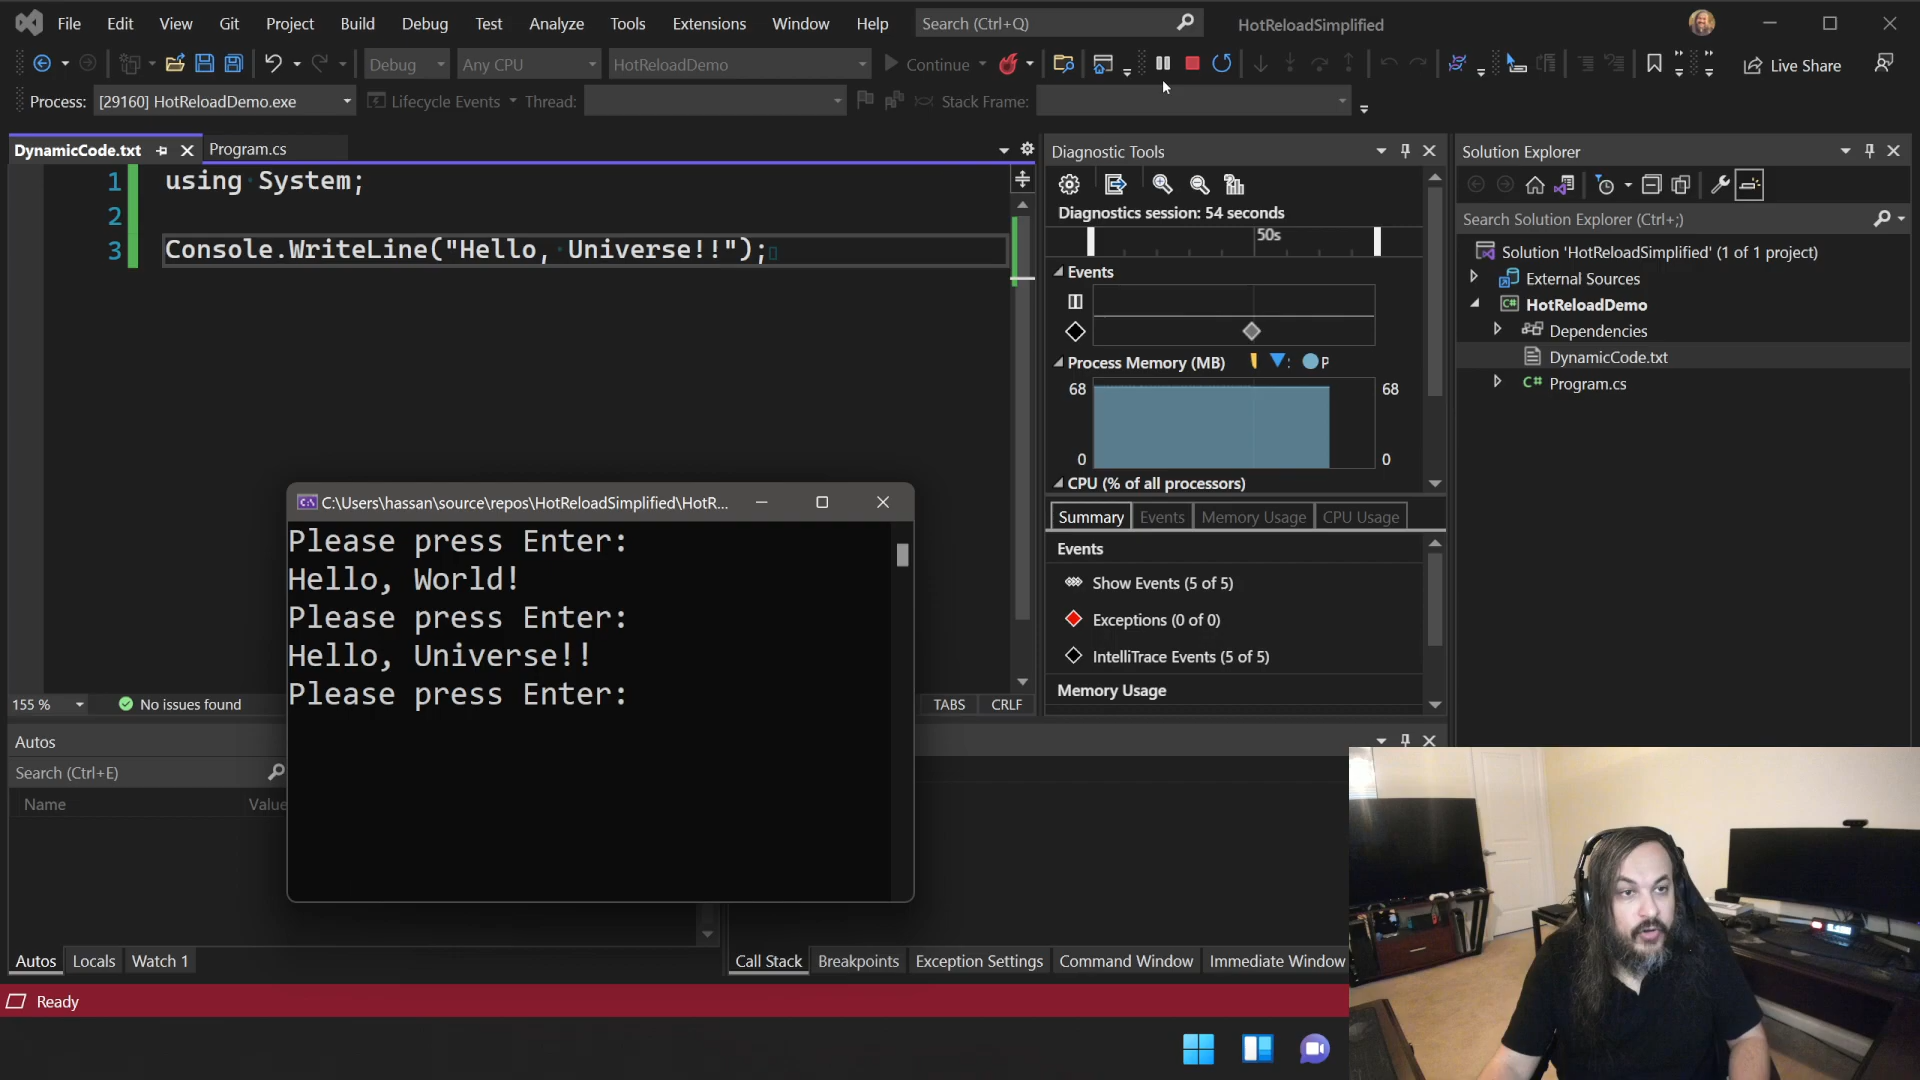 File Edit View Git Project Build Debug Test Analyze Tools Extensions Window Help Search (Ctrl+Q) HotReloadSimplified
Debug Any CPU HotReloadDemo Continue Live Share
Process: [29160] HotReloadDemo.exe Lifecycle Events Thread: Stack Frame:
DynamicCode.txt Program.cs
1 using System;
2
3 Console.WriteLine("Hello, Universe!!");
155 % No issues found TABS CRLF
C:\Users\hassan\source\repos\HotReloadSimplified\HotR...
Please press Enter:
Hello, World!
Please press Enter:
Hello, Universe!!
Please press Enter:
Diagnostic Tools
Diagnostics session: 54 seconds
50s
Events
Process Memory (MB) P
68 68
0 0
CPU (% of all processors)
Summary Events Memory Usage CPU Usage
Events
Show Events (5 of 5)
Exceptions (0 of 0)
IntelliTrace Events (5 of 5)
Memory Usage
Solution Explorer
Search Solution Explorer (Ctrl+;)
Solution 'HotReloadSimplified' (1 of 1 project)
External Sources
C# HotReloadDemo
Dependencies
DynamicCode.txt
C# Program.cs
Autos
Search (Ctrl+E)
Name Value
Autos Locals Watch 1
Call Stack Breakpoints Exception Settings Command Window Immediate Window
Ready